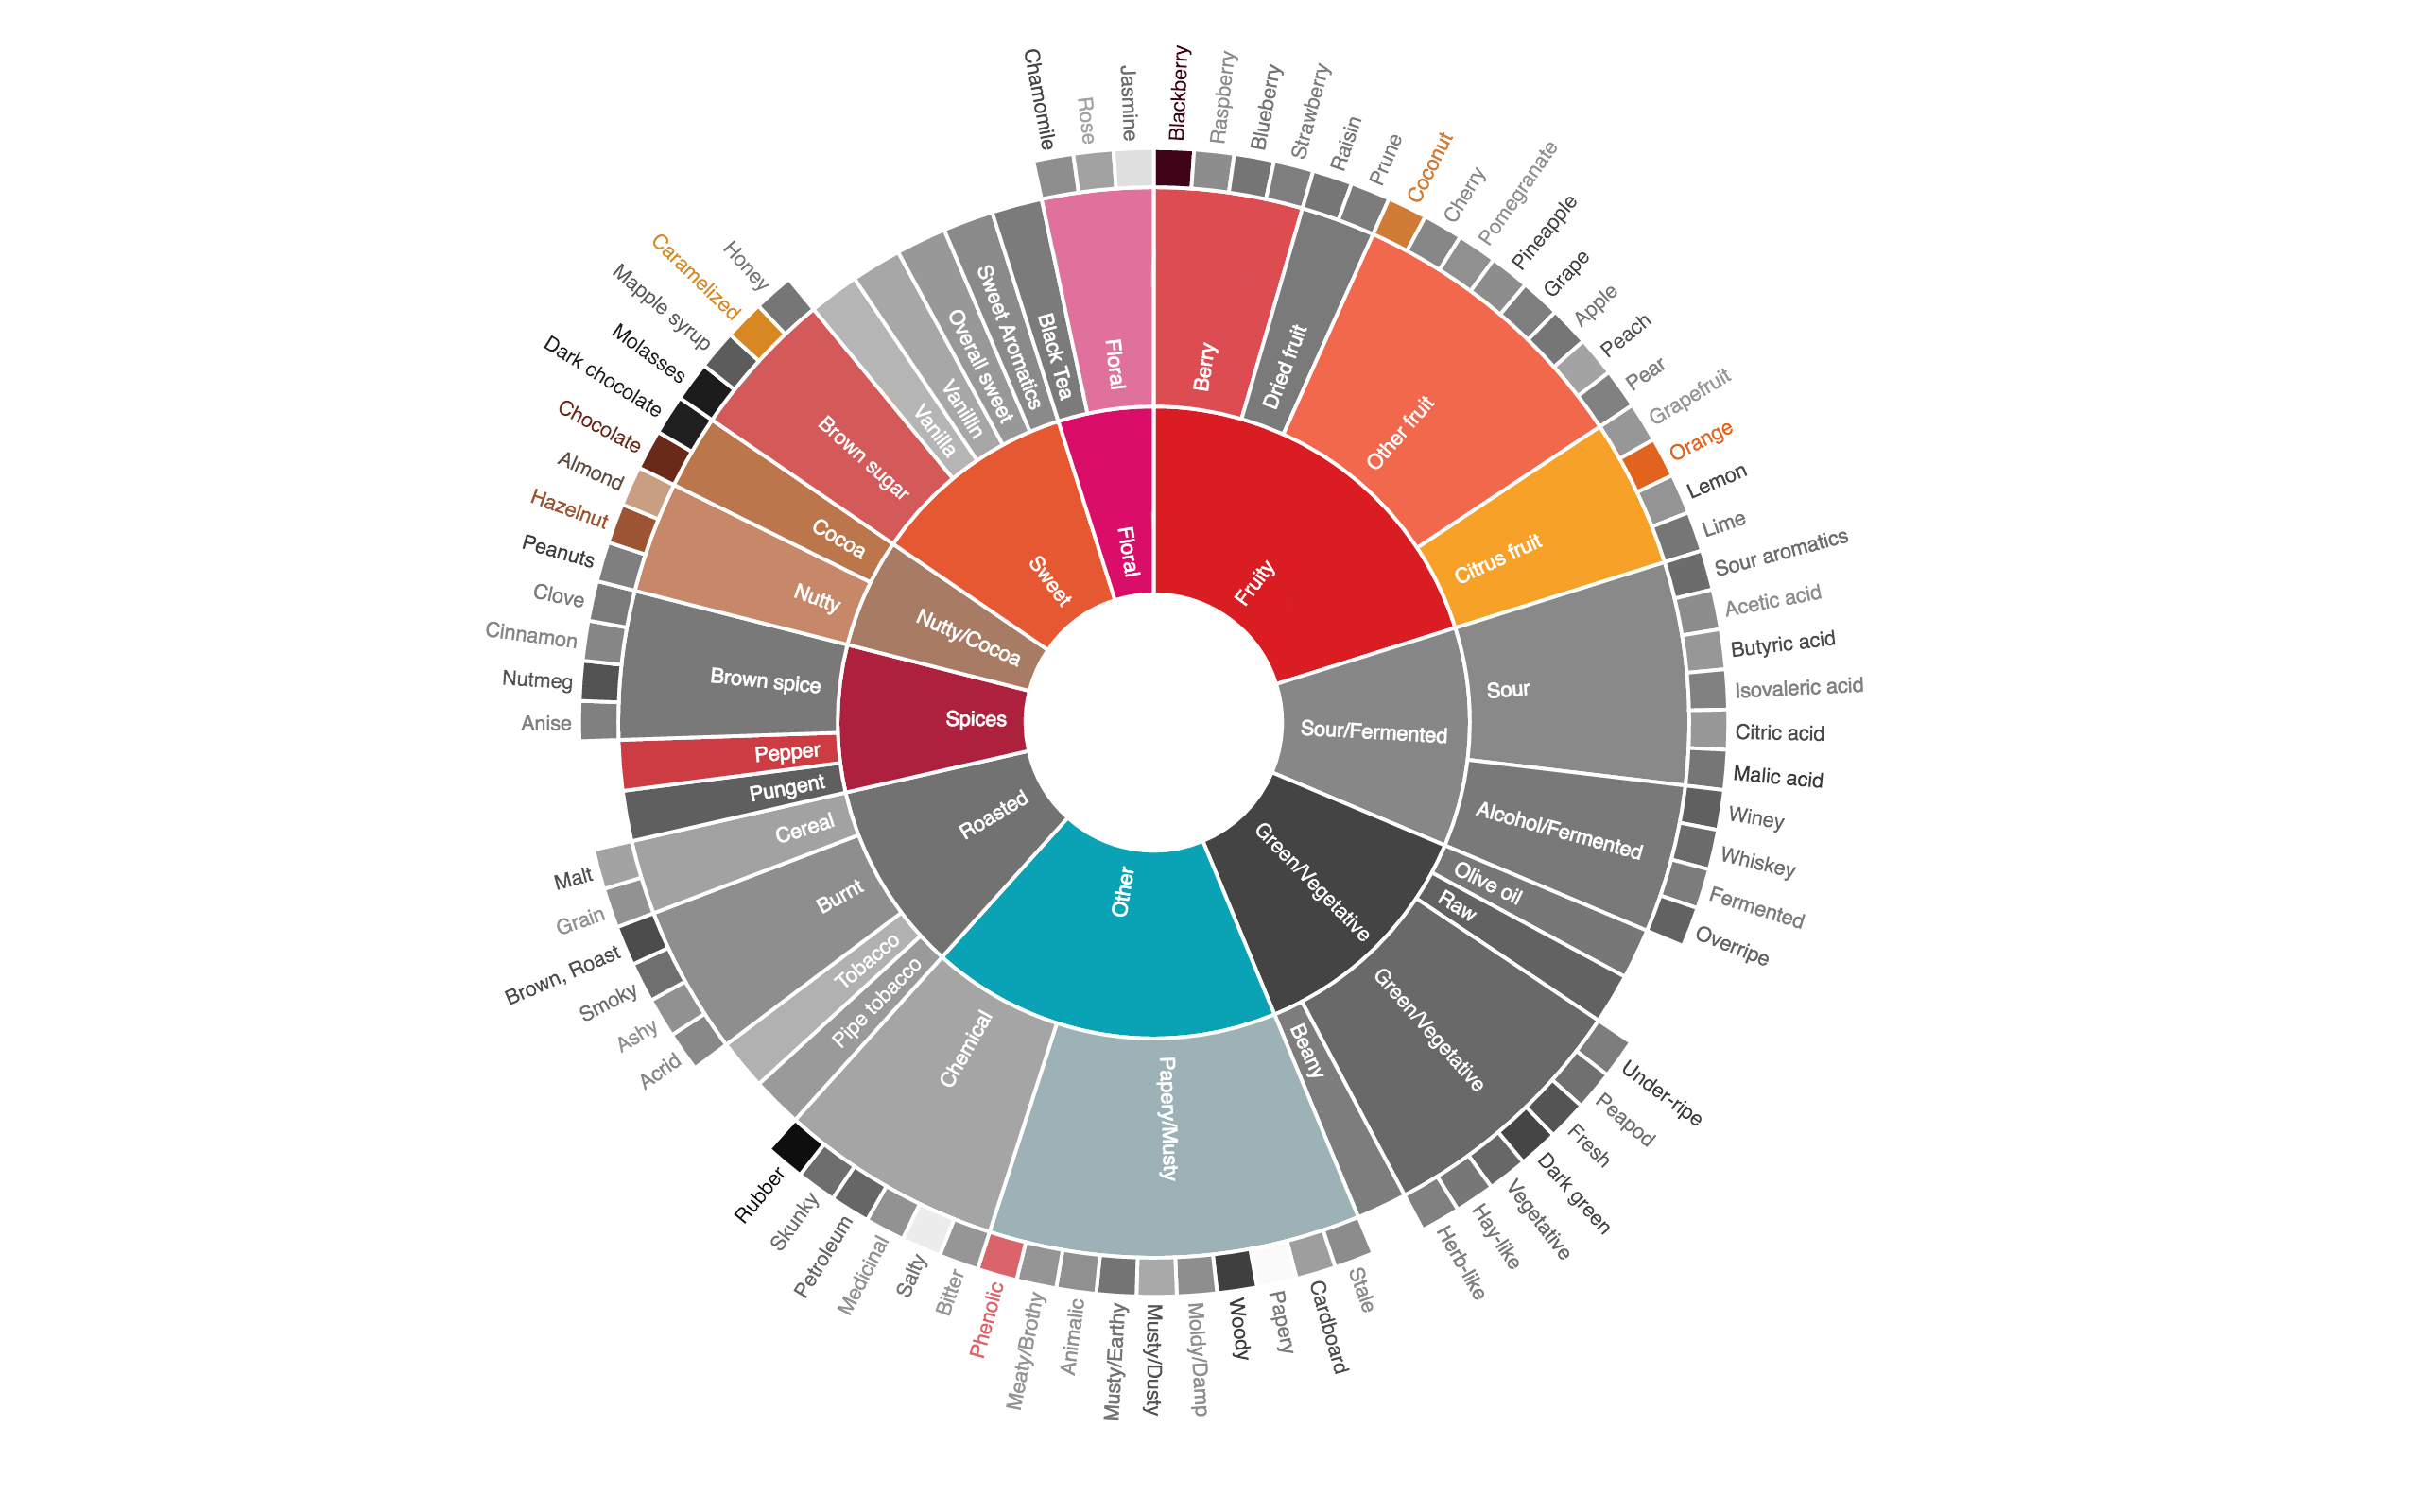 Fruity
Berry
Blackberry
Raspberry
Blueberry
Strawberry
Dried fruit
Raisin
Prune
Other fruit
Coconut
Cherry
Pomegranate
Pineapple
Grape
Apple
Peach
Pear
Citrus fruit
Grapefruit
Orange
Lemon
Lime
Sour/Fermented
Sour
Sour aromatics
Acetic acid
Butyric acid
Isovaleric acid
Citric acid
Malic acid
Alcohol/Fermented
Winey
Whiskey
Fermented
Overripe
Green/Vegetative
Olive oil
Raw
Green/Vegetative
Under-ripe
Peapod
Fresh
Dark green
Vegetative
Hay-like
Herb-like
Beany
Other
Papery/Musty
Stale
Cardboard
Papery
Woody
Moldy/Damp
Musty/Dusty
Musty/Earthy
Animalic
Meaty/Brothy
Phenolic
Chemical
Bitter
Salty
Medicinal
Petroleum
Skunky
Rubber
Roasted
Pipe tobacco
Tobacco
Burnt
Acrid
Ashy
Smoky
Brown, Roast
Cereal
Grain
Malt
Spices
Pungent
Pepper
Brown spice
Anise
Nutmeg
Cinnamon
Clove
Nutty/Cocoa
Nutty
Peanuts
Hazelnut
Almond
Cocoa
Chocolate
Dark chocolate
Sweet
Brown sugar
Molasses
Mapple syrup
Caramelized
Honey
Vanilla
Vanillin
Overall sweet
Sweet Aromatics
Floral
Black Tea
Floral
Chamomile
Rose
Jasmine